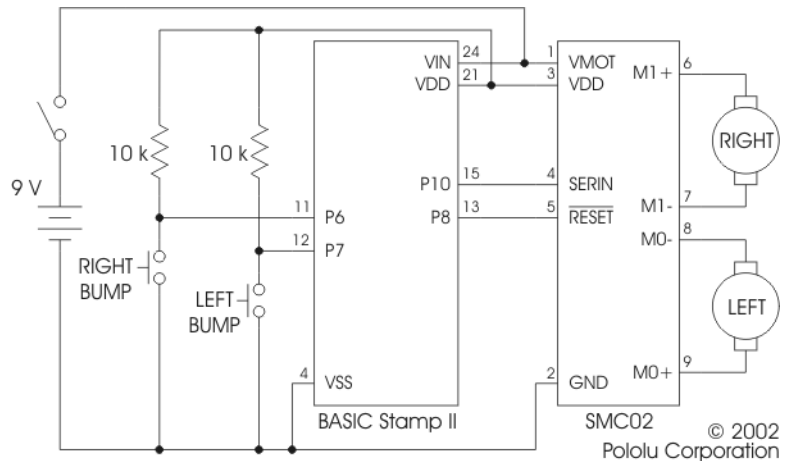 VIN 24 1 VMOT
VDD 21 3 VDD
M1+ 6
10 k 10 k
RIGHT
9 V
P10 15 4 SERIN
11 P6
P8 13 5 RESET
M1- 7
M0- 8
12 P7
RIGHT
BUMP
LEFT
BUMP
LEFT
4 VSS
2 GND
M0+ 9
BASIC Stamp II
SMC02
© 2002
Pololu Corporation